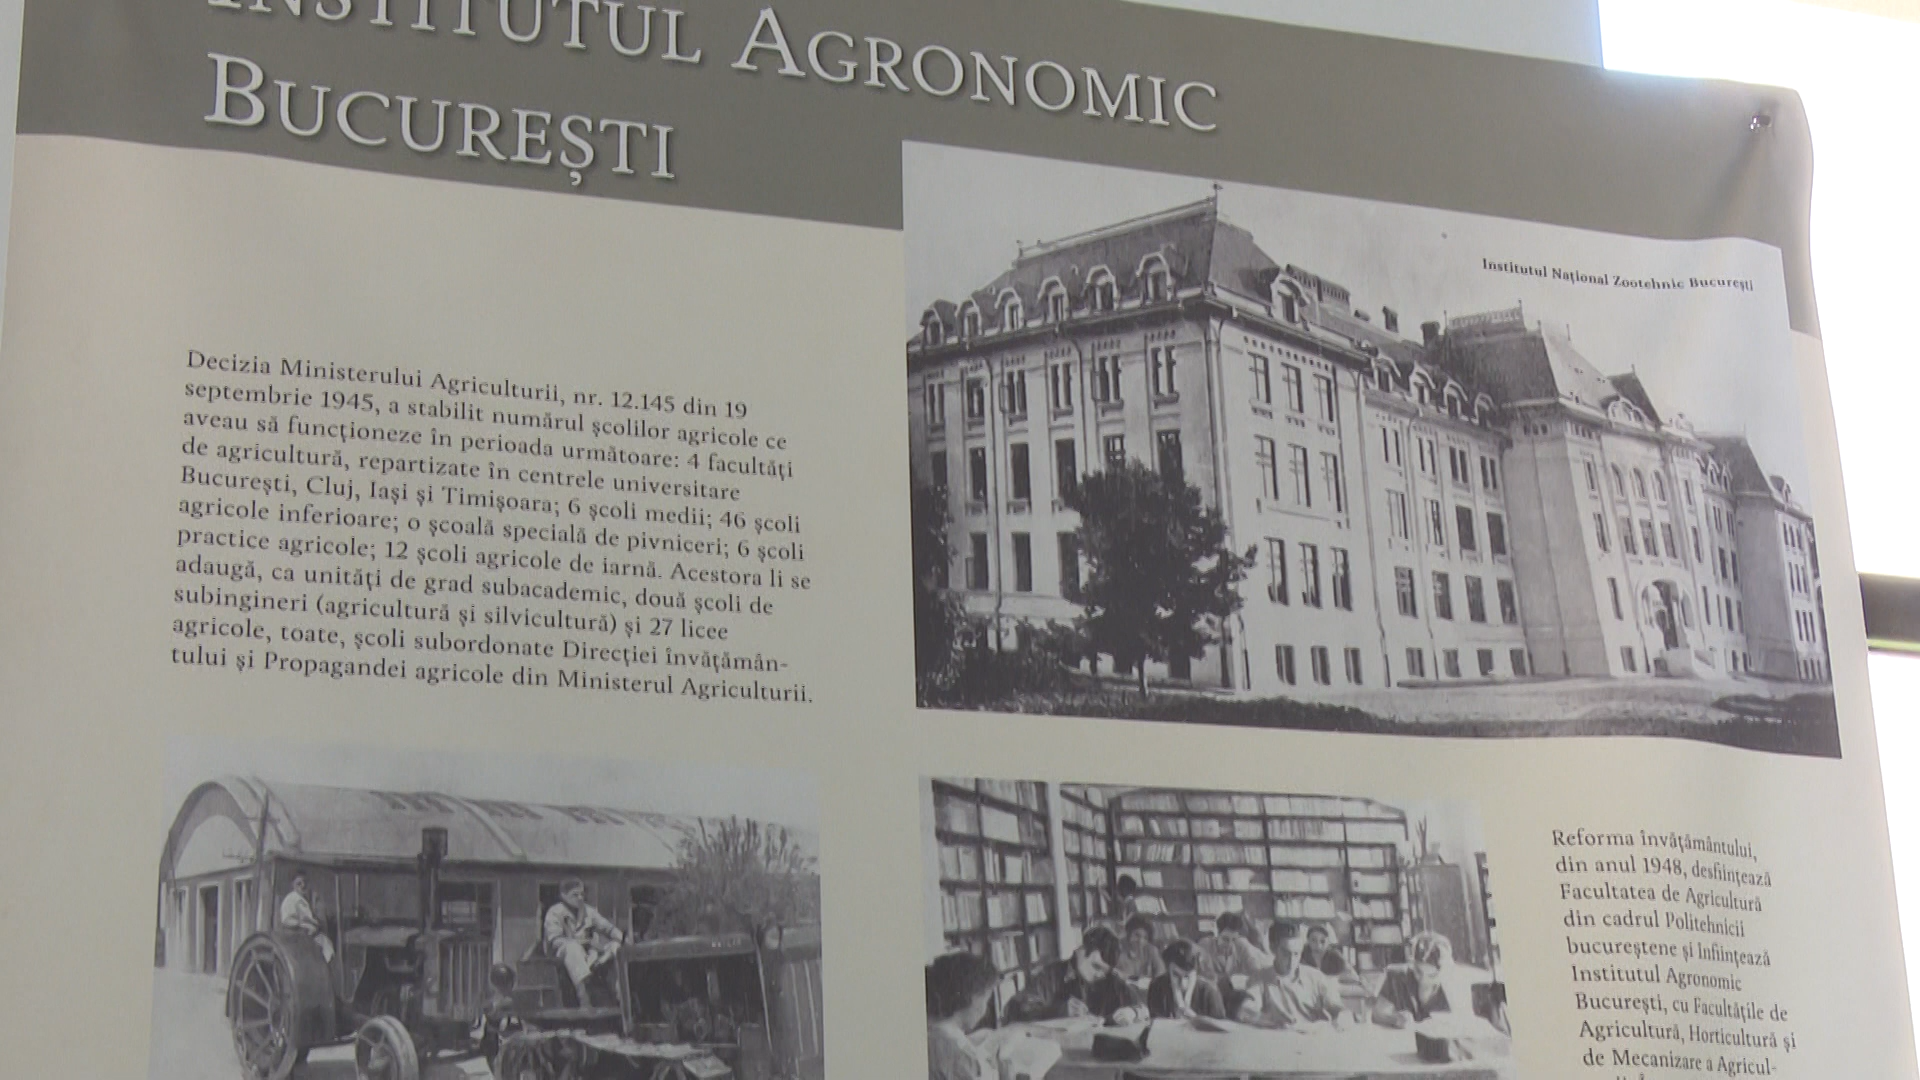 INSTITUTUL AGRONOMIC
BUCUREȘTI
Institutul Național Zootehnic București
Decizia Ministerului Agriculturii, nr. 12.145 din 19
septembrie 1945, a stabilit numărul școlilor agricole ce
aveau să funcționeze în perioada următoare: 4 facultăți
de agricultură, repartizate în centrele universitare
București, Cluj, Iași și Timișoara; 6 școli medii; 46 școli
agricole inferioare; o școală specială de pivniceri; 6 școli
practice agricole; 12 școli agricole de iarnă. Acestora li se
adaugă, ca unități de grad subacademic, două școli de
subingineri (agricultură și silvicultură) și 27 licee
agricole, toate, școli subordonate Direcției învățămân-
tului și Propagandei agricole din Ministerul Agriculturii.
Reforma învățământului,
din anul 1948, desființează
Facultatea de Agricultură
din cadrul Politehnicii
bucureștene și înființează
Institutul Agronomic
București, cu Facultățile de
Agricultură, Horticultură și
de Mecanizare a Agricul-